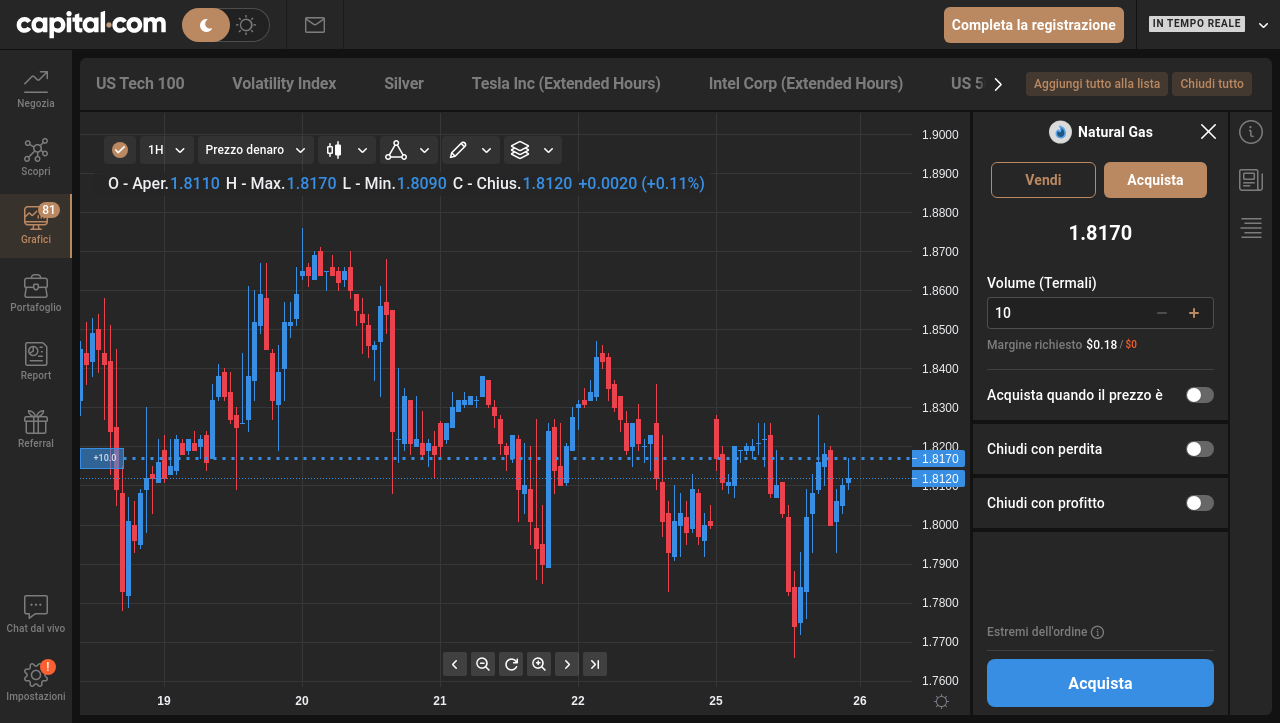 capital.com
Completa la registrazione
IN TEMPO REALE
Negozia
Scopri
81
Grafici
Portafoglio
Report
Referral
Chat dal vivo
!
Impostazioni
US Tech 100
Volatility Index
Silver
Tesla Inc (Extended Hours)
Intel Corp (Extended Hours)
US 5
Aggiungi tutto alla lista
Chiudi tutto
1H
Prezzo denaro
O - Aper.1.8110 H - Max.1.8170 L - Min.1.8090 C - Chius.1.8120 +0.0020 (+0.11%)
+10.0
1.9000
1.8900
1.8800
1.8700
1.8600
1.8500
1.8400
1.8300
1.8200
1.8170
1.8120
1.8100
1.8000
1.7900
1.7800
1.7700
1.7600
19
20
21
22
25
26
Natural Gas
Vendi
Acquista
1.8170
Volume (Termali)
10
Margine richiesto $0.18 / $0
Acquista quando il prezzo è
Chiudi con perdita
Chiudi con profitto
Estremi dell'ordine
Acquista